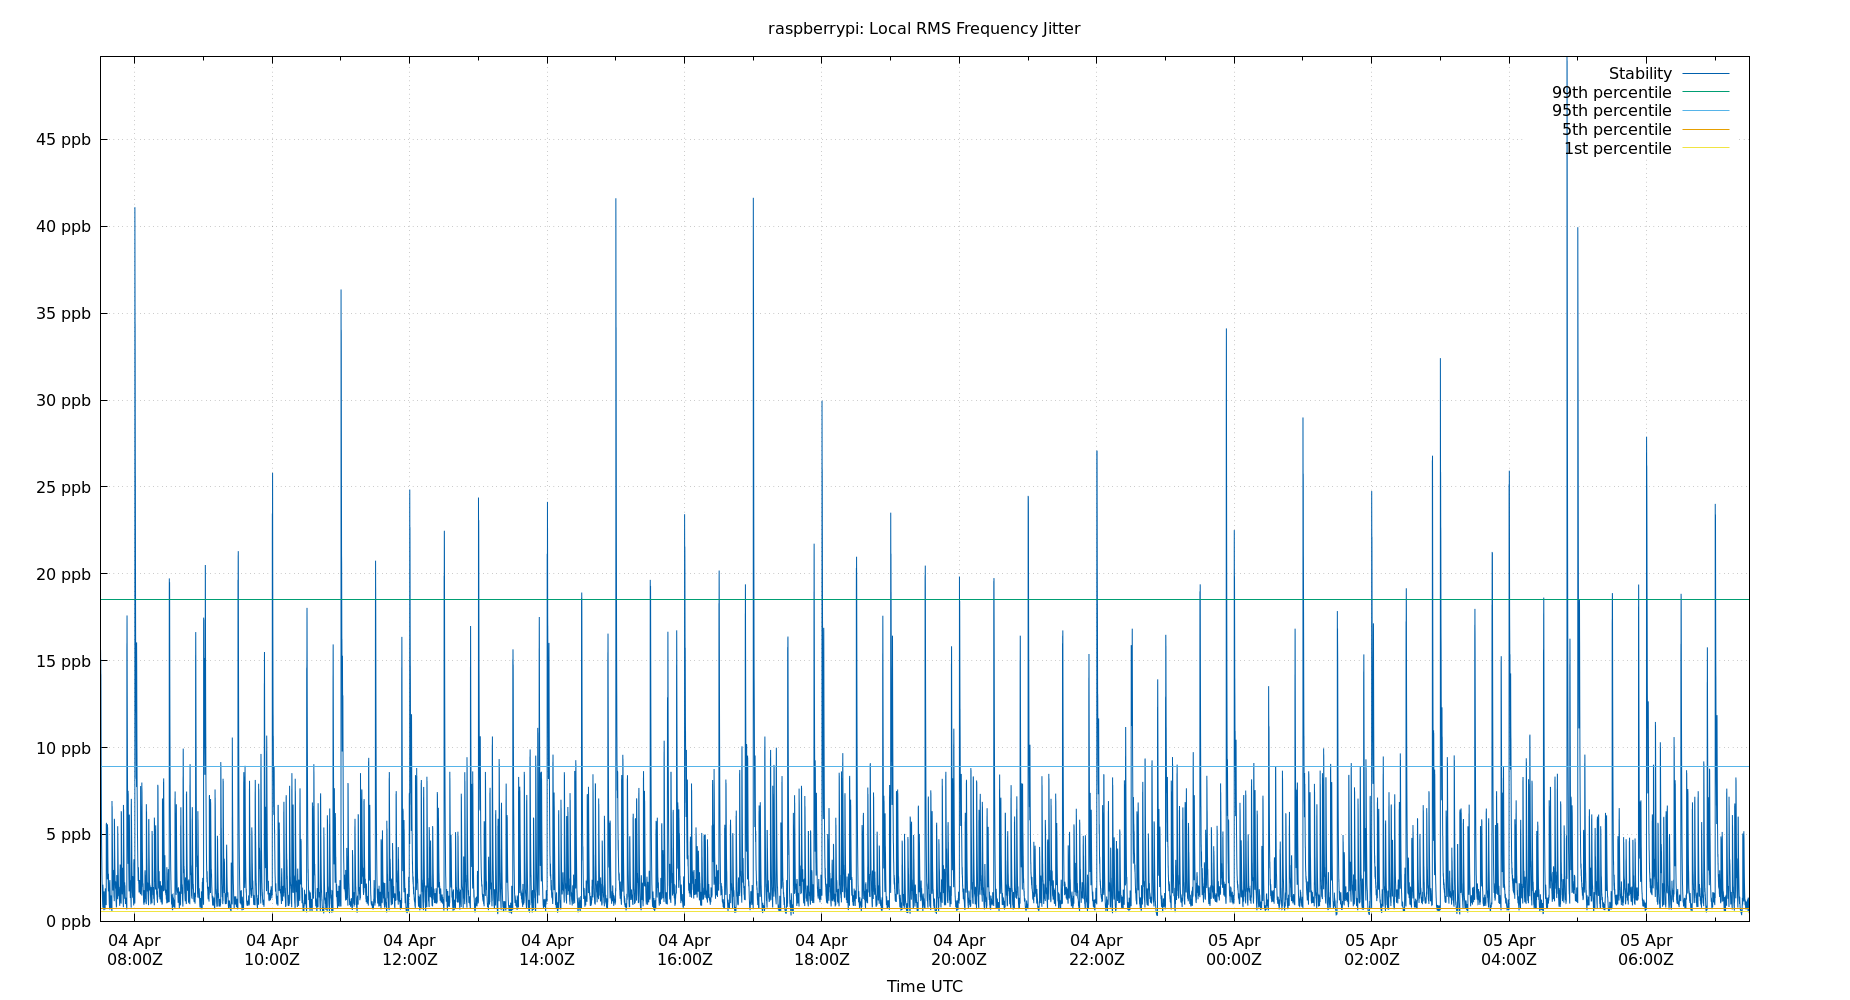 raspberrypi: Local RMS Frequency Jitter
Stability
99th percentile
95th percentile
5th percentile
1st percentile
45 ppb
40 ppb
35 ppb
30 ppb
25 ppb
20 ppb
15 ppb
10 ppb
5 ppb
0 ppb
04 Apr 04 Apr 04 Apr 04 Apr 04 Apr 04 Apr 04 Apr 04 Apr 05 Apr 05 Apr 05 Apr 05 Apr
08:00Z 10:00Z 12:00Z 14:00Z 16:00Z 18:00Z 20:00Z 22:00Z 00:00Z 02:00Z 04:00Z 06:00Z
Time UTC